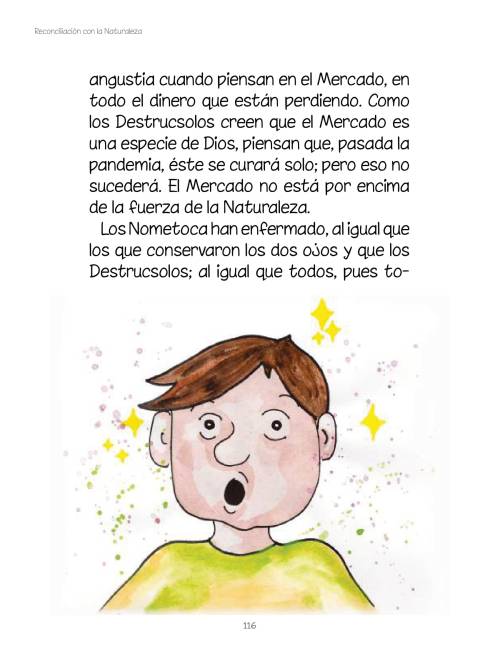 Reconciliación con la Naturaleza
angustia cuando piensan en el Mercado, en
todo el dinero que están perdiendo. Como
los Destrucsolos creen que el Mercado es
una especie de Dios, piensan que, pasada la
pandemia, éste se curará solo; pero eso no
sucederá. El Mercado no está por encima
de la fuerza de la Naturaleza.
Los Nometoca han enfermado, al igual que
los que conservaron los dos ojos y que los
Destrucsolos; al igual que todos, pues to-
116